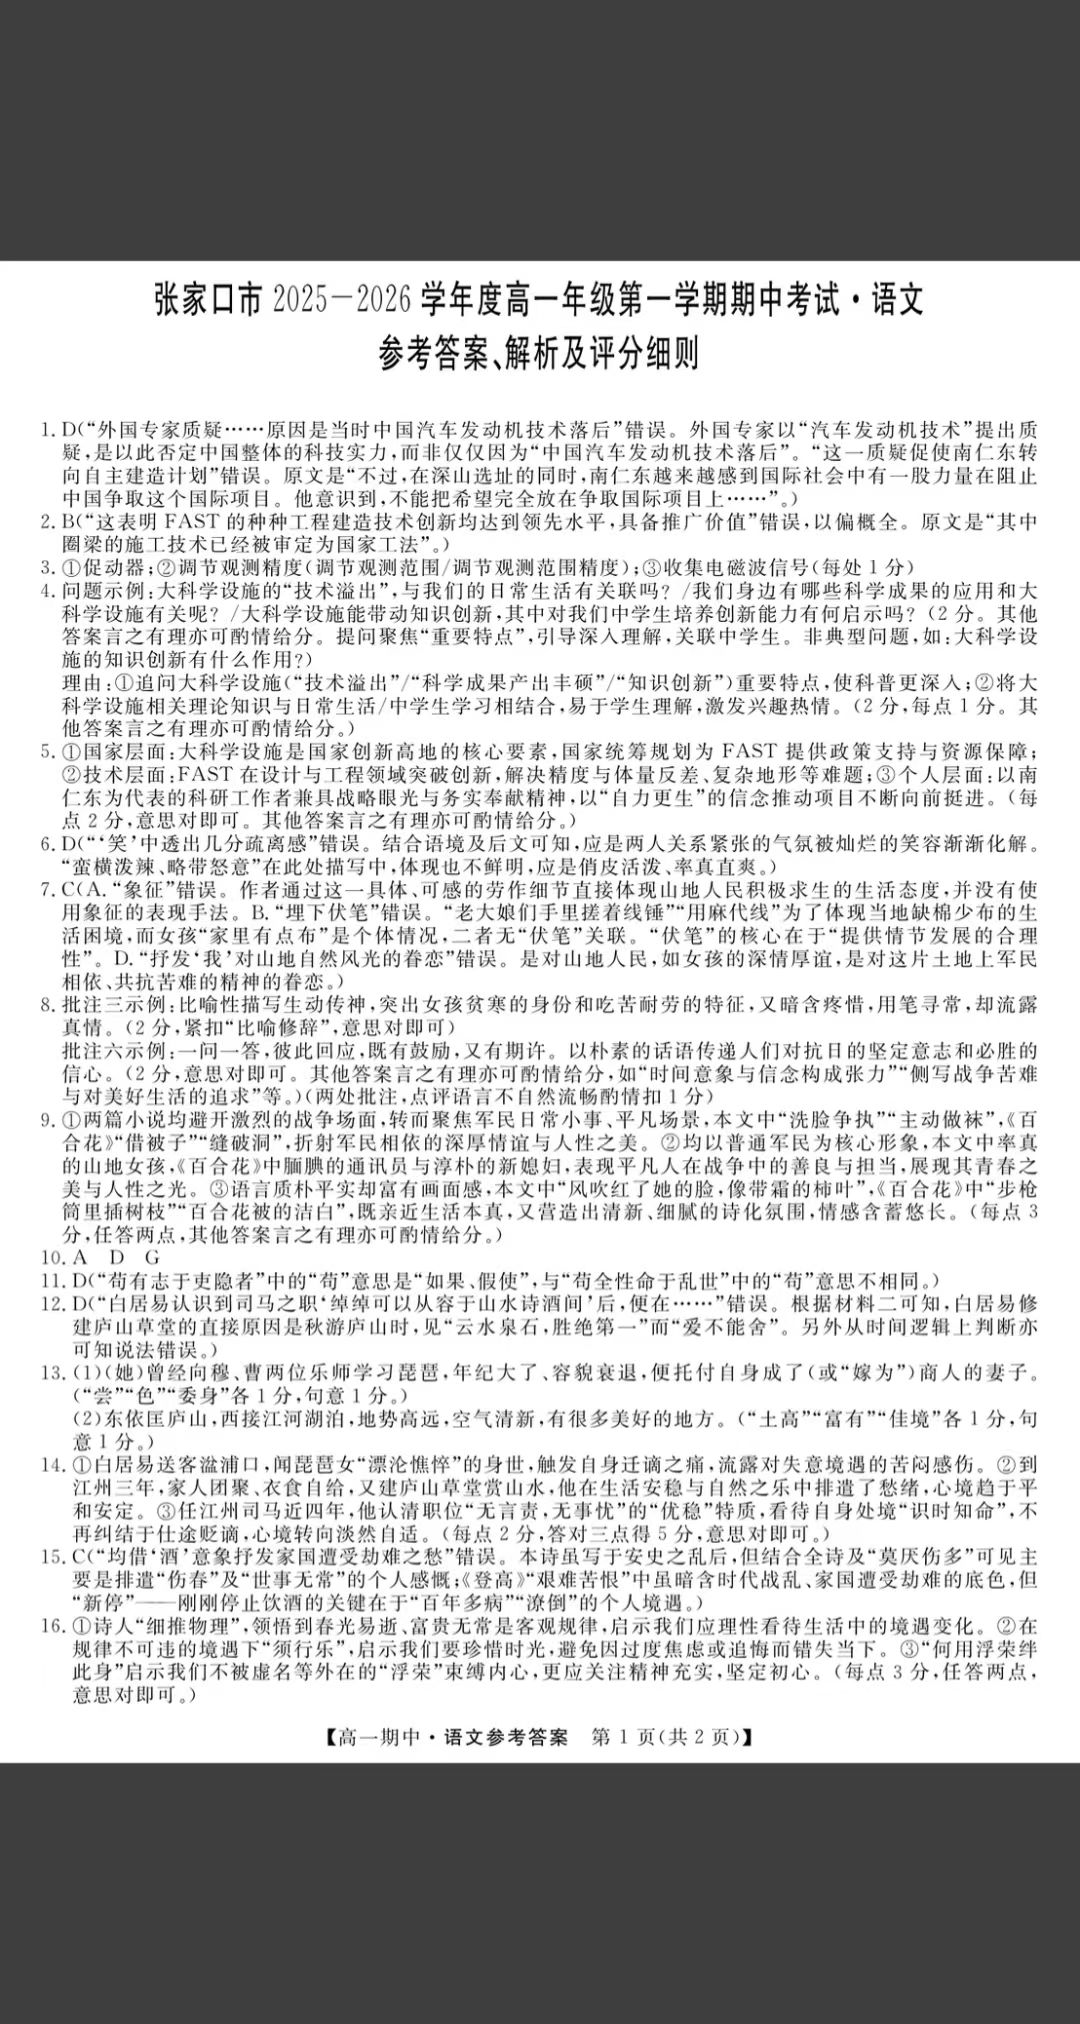 张家口市 2025－2026 学年度高一年级第一学期期中考试·语文
参考答案、解析及评分细则
1. D(“外国专家质疑……原因是当时中国汽车发动机技术落后”错误。外国专家以“汽车发动机技术”提出质
疑,是以此否定中国整体的科技实力,而非仅仅因为“中国汽车发动机技术落后”。“这一质疑促使南仁东转
向自主建造计划”错误。原文是“不过,在深山选址的同时,南仁东越来越感到国际社会中有一股力量在阻止
中国争取这个国际项目。他意识到,不能把希望完全放在争取国际项目上……”。)
2. B(“这表明 FAST 的种种工程建造技术创新均达到领先水平,具备推广价值”错误,以偏概全。原文是“其中
圈梁的施工技术已经被审定为国家工法”。)
3. ①促动器;②调节观测精度(调节观测范围/调节观测范围精度);③收集电磁波信号(每处 1 分)
4. 问题示例:大科学设施的“技术溢出”,与我们的日常生活有关联吗？/我们身边有哪些科学成果的应用和大
科学设施有关呢？/大科学设施能带动知识创新,其中对我们中学生培养创新能力有何启示吗？(2 分。其他
答案言之有理亦可酌情给分。提问聚焦“重要特点”,引导深入理解,关联中学生。非典型问题,如:大科学设
施的知识创新有什么作用?)
理由:①追问大科学设施(“技术溢出”/“科学成果产出丰硕”/“知识创新”)重要特点,使科普更深入;②将大
科学设施相关理论知识与日常生活/中学生学习相结合,易于学生理解,激发兴趣热情。(2 分,每点 1 分。其
他答案言之有理亦可酌情给分。)
5. ①国家层面:大科学设施是国家创新高地的核心要素,国家统筹规划为 FAST 提供政策支持与资源保障;
②技术层面:FAST 在设计与工程领域突破创新,解决精度与体量反差、复杂地形等难题;③个人层面:以南
仁东为代表的科研工作者兼具战略眼光与务实奉献精神,以“自力更生”的信念推动项目不断向前挺进。(每
点 2 分,意思对即可。其他答案言之有理亦可酌情给分。)
6. D(“‘笑’中透出几分疏离感”错误。结合语境及后文可知,应是两人关系紧张的气氛被灿烂的笑容渐渐化解。
“蛮横泼辣、略带怒意”在此处描写中,体现也不鲜明,应是俏皮活泼、率真直爽。)
7. C(A.“象征”错误。作者通过这一具体、可感的劳作细节直接体现山地人民积极求生的生活态度,并没有使
用象征的表现手法。B.“埋下伏笔”错误。“老大娘们手里搓着线锤”“用麻代线”为了体现当地缺棉少布的生
活困境,而女孩“家里有点布”是个体情况,二者无“伏笔”关联。“伏笔”的核心在于“提供情节发展的合理
性”。D.“抒发‘我’对山地自然风光的眷恋”错误。是对山地人民,如女孩的深情厚谊,是对这片土地上军民
相依、共抗苦难的精神的眷恋。)
8. 批注三示例:比喻性描写生动传神,突出女孩贫寒的身份和吃苦耐劳的特征,又暗含疼惜,用笔寻常,却流露
真情。(2 分,紧扣“比喻修辞”,意思对即可)
批注六示例:一问一答,彼此回应,既有鼓励,又有期许。以朴素的话语传递人们对抗日的坚定意志和必胜的
信心。(2 分,意思对即可。其他答案言之有理亦可酌情给分,如“时间意象与信念构成张力”“侧写战争苦难
与对美好生活的追求”等。)(两处批注,点评语言不自然流畅酌情扣 1 分)
9. ①两篇小说均避开激烈的战争场面,转而聚焦军民日常小事、平凡场景,本文中“洗脸争执”“主动做袜”,《百
合花》“借被子”“缝破洞”,折射军民相依的深厚情谊与人性之美。②均以普通军民为核心形象,本文中率真
的山地女孩,《百合花》中腼腆的通讯员与淳朴的新媳妇,表现平凡人在战争中的善良与担当,展现其青春之
美与人性之光。③语言质朴平实却富有画面感,本文中“风吹红了她的脸,像带霜的柿叶”,《百合花》中“步枪
筒里插树枝”“百合花被的洁白”,既亲近生活本真,又营造出清新、细腻的诗化氛围,情感含蓄悠长。(每点 3
分,任答两点,其他答案言之有理亦可酌情给分。)
10. A D G
11. D(“苟有志于吏隐者”中的“苟”意思是“如果、假使”,与“苟全性命于乱世”中的“苟”意思不相同。)
12. D(“白居易认识到司马之职‘绰绰可以从容于山水诗酒间’后,便在……”错误。根据材料二可知,白居易修
建庐山草堂的直接原因是秋游庐山时,见“云水泉石,胜绝第一”而“爱不能舍”。另外从时间逻辑上判断亦
可知说法错误。)
13. (1)(她)曾经向穆、曹两位乐师学习琵琶,年纪大了、容貌衰退,便托付自身成了(或“嫁为”)商人的妻子。
(“尝”“色”“委身”各 1 分,句意 1 分。)
(2)东依匡庐山,西接江河湖泊,地势高远,空气清新,有很多美好的地方。(“土高”“富有”“佳境”各 1 分,句
意 1 分。)
14. ①白居易送客湓浦口,闻琵琶女“漂沦憔悴”的身世,触发自身迁谪之痛,流露对失意境遇的苦闷感伤。②到
江州三年,家人团聚、衣食自给,又建庐山草堂赏山水,他在生活安稳与自然之乐中排遣了愁绪,心境趋于平
和安定。③任江州司马近四年,他认清职位“无言责,无事忧”的“优稳”特质,看待自身处境“识时知命”,不
再纠结于仕途贬谪,心境转向淡然自适。(每点 2 分,答对三点得 5 分,意思对即可。)
15. C(“均借‘酒’意象抒发家国遭受劫难之愁”错误。本诗虽写于安史之乱后,但结合全诗及“莫厌伤多”可见主
要是排遣“伤春”及“世事无常”的个人感慨;《登高》“艰难苦恨”中虽暗含时代战乱、家国遭受劫难的底色,但
“新停”——刚刚停止饮酒的关键在于“百年多病”“潦倒”的个人境遇。)
16. ①诗人“细推物理”,领悟到春光易逝、富贵无常是客观规律,启示我们应理性看待生活中的境遇变化。②在
规律不可违的境遇下“须行乐”,启示我们要珍惜时光,避免因过度焦虑或追悔而错失当下。③“何用浮荣绊
此身”启示我们不被虚名等外在的“浮荣”束缚内心,更应关注精神充实,坚定初心。(每点 3 分,任答两点,
意思对即可。)
【高一期中·语文参考答案 第 1 页(共 2 页)】